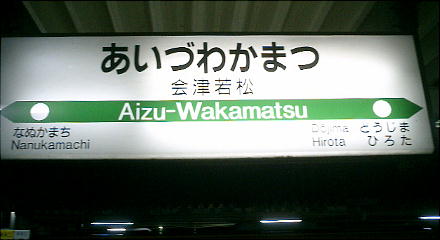 あいづわかまつ
会津若松
Aizu-Wakamatsu
なぬかまち
Nanukamachi
Dōjima とうじま
Hirota ひろた